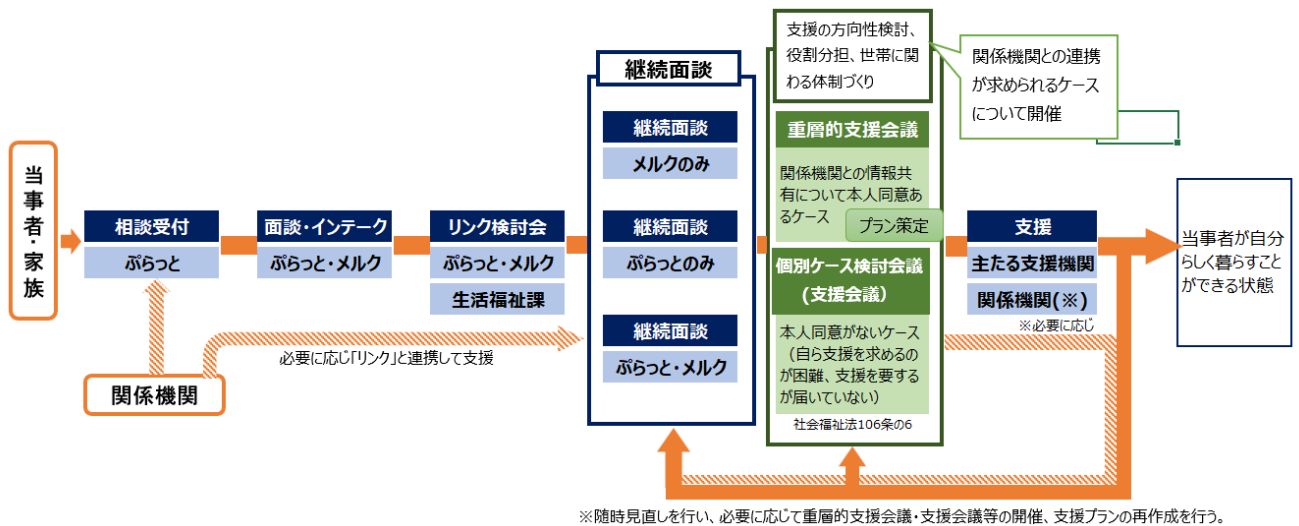 当事者・家族
相談受付
ぷらっと
面談・インテーク
ぷらっと・メルク
リンク検討会
ぷらっと・メルク
生活福祉課
関係機関
必要に応じ「リンク」と連携して支援
継続面談
継続面談
メルクのみ
継続面談
ぷらっとのみ
継続面談
ぷらっと・メルク
支援の方向性検討、
役割分担、世帯に関
わる体制づくり
関係機関との連携
が求められるケース
について開催
重層的支援会議
関係機関との情報共
有について本人同意あ
るケース
プラン策定
個別ケース検討会議
(支援会議)
本人同意がないケース
（自ら支援を求めるの
が困難、支援を要する
が届いていない）
社会福祉法106条の6
支援
主たる支援機関
関係機関(※)
※必要に応じ
当事者が自分
らしく暮らすこと
ができる状態
※随時見直しを行い、必要に応じて重層的支援会議・支援会議等の開催、支援プランの再作成を行う。